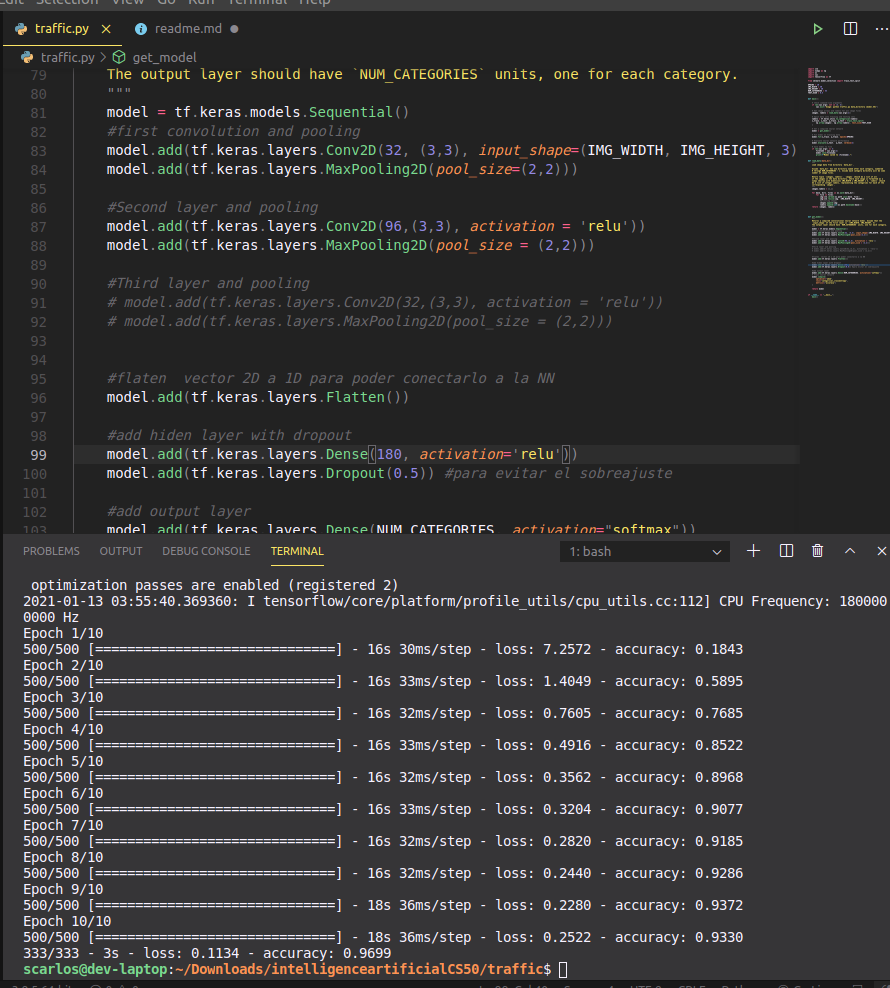 Edit Selection View Go Run Terminal Help
traffic.py × readme.md
traffic.py > get_model
79 The output layer should have `NUM_CATEGORIES` units, one for each category.
80 """
81 model = tf.keras.models.Sequential()
82 #first convolution and pooling
83 model.add(tf.keras.layers.Conv2D(32, (3,3), input_shape=(IMG_WIDTH, IMG_HEIGHT, 3)
84 model.add(tf.keras.layers.MaxPooling2D(pool_size=(2,2)))
85
86 #Second layer and pooling
87 model.add(tf.keras.layers.Conv2D(96,(3,3), activation = 'relu'))
88 model.add(tf.keras.layers.MaxPooling2D(pool_size = (2,2)))
89
90 #Third layer and pooling
91 # model.add(tf.keras.layers.Conv2D(32,(3,3), activation = 'relu'))
92 # model.add(tf.keras.layers.MaxPooling2D(pool_size = (2,2)))
93
94
95 #flaten  vector 2D a 1D para poder conectarlo a la NN
96 model.add(tf.keras.layers.Flatten())
97
98 #add hiden layer with dropout
99 model.add(tf.keras.layers.Dense(180, activation='relu'))
100 model.add(tf.keras.layers.Dropout(0.5)) #para evitar el sobreajuste
101
102 #add output layer
103 model.add(tf.keras.layers.Dense(NUM_CATEGORIES, activation="softmax"))
PROBLEMS OUTPUT DEBUG CONSOLE TERMINAL 1: bash
optimization passes are enabled (registered 2)
2021-01-13 03:55:40.369360: I tensorflow/core/platform/profile_utils/cpu_utils.cc:112] CPU Frequency: 180000
0000 Hz
Epoch 1/10
500/500 [==============================] - 16s 30ms/step - loss: 7.2572 - accuracy: 0.1843
Epoch 2/10
500/500 [==============================] - 16s 33ms/step - loss: 1.4049 - accuracy: 0.5895
Epoch 3/10
500/500 [==============================] - 16s 32ms/step - loss: 0.7605 - accuracy: 0.7685
Epoch 4/10
500/500 [==============================] - 16s 33ms/step - loss: 0.4916 - accuracy: 0.8522
Epoch 5/10
500/500 [==============================] - 16s 32ms/step - loss: 0.3562 - accuracy: 0.8968
Epoch 6/10
500/500 [==============================] - 16s 33ms/step - loss: 0.3204 - accuracy: 0.9077
Epoch 7/10
500/500 [==============================] - 16s 32ms/step - loss: 0.2820 - accuracy: 0.9185
Epoch 8/10
500/500 [==============================] - 16s 32ms/step - loss: 0.2440 - accuracy: 0.9286
Epoch 9/10
500/500 [==============================] - 18s 36ms/step - loss: 0.2280 - accuracy: 0.9372
Epoch 10/10
500/500 [==============================] - 18s 36ms/step - loss: 0.2522 - accuracy: 0.9330
333/333 - 3s - loss: 0.1134 - accuracy: 0.9699
scarlos@dev-laptop:~/Downloads/intelligenceartificialCS50/traffic$